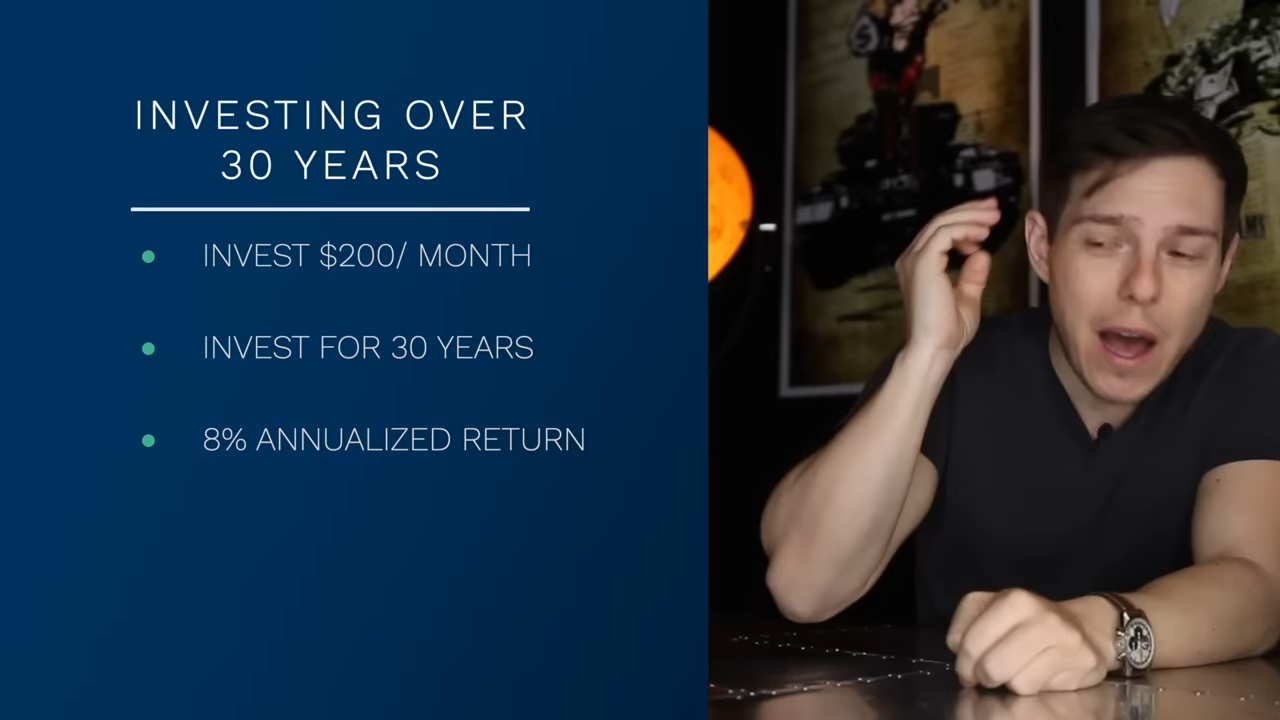 INVESTING OVER
30 YEARS
INVEST $200/ MONTH
INVEST FOR 30 YEARS
8% ANNUALIZED RETURN